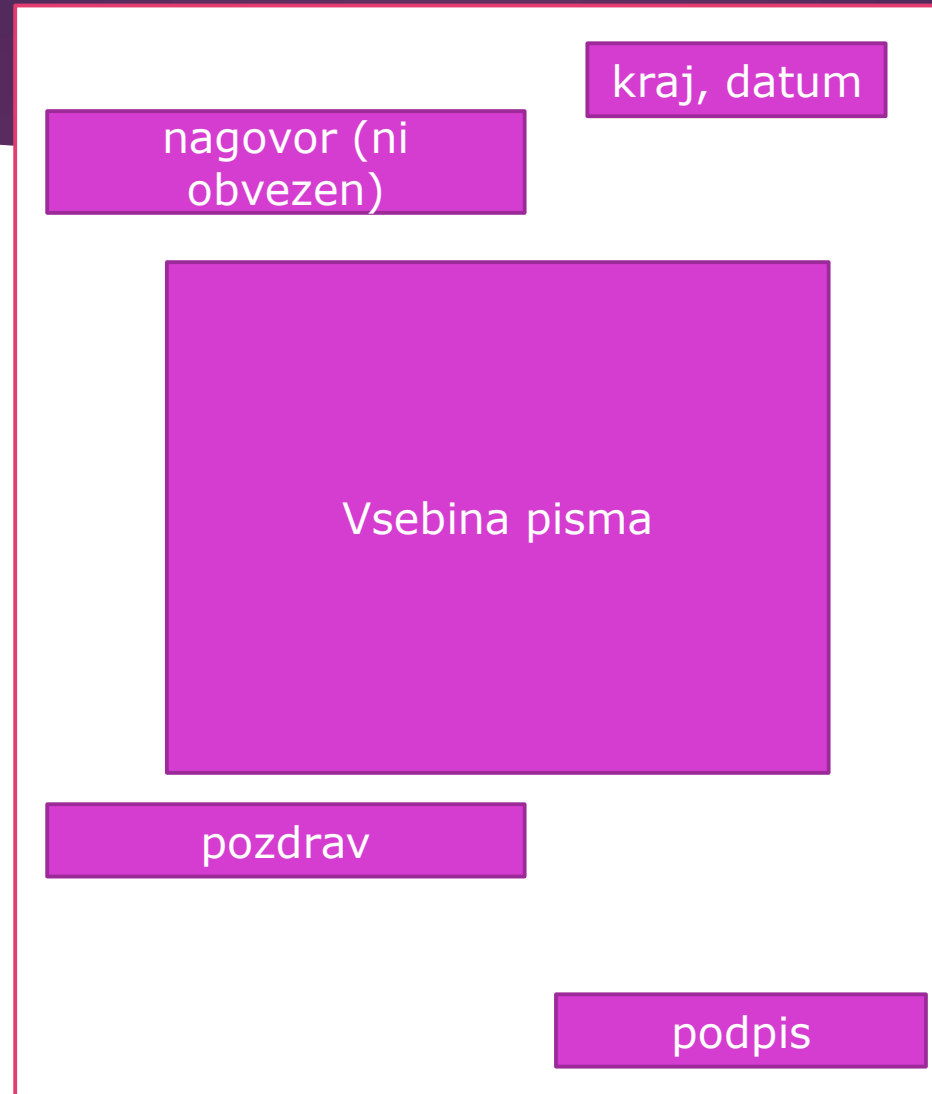 kraj, datum
nagovor (ni
obvezen)
Vsebina pisma
pozdrav
podpis